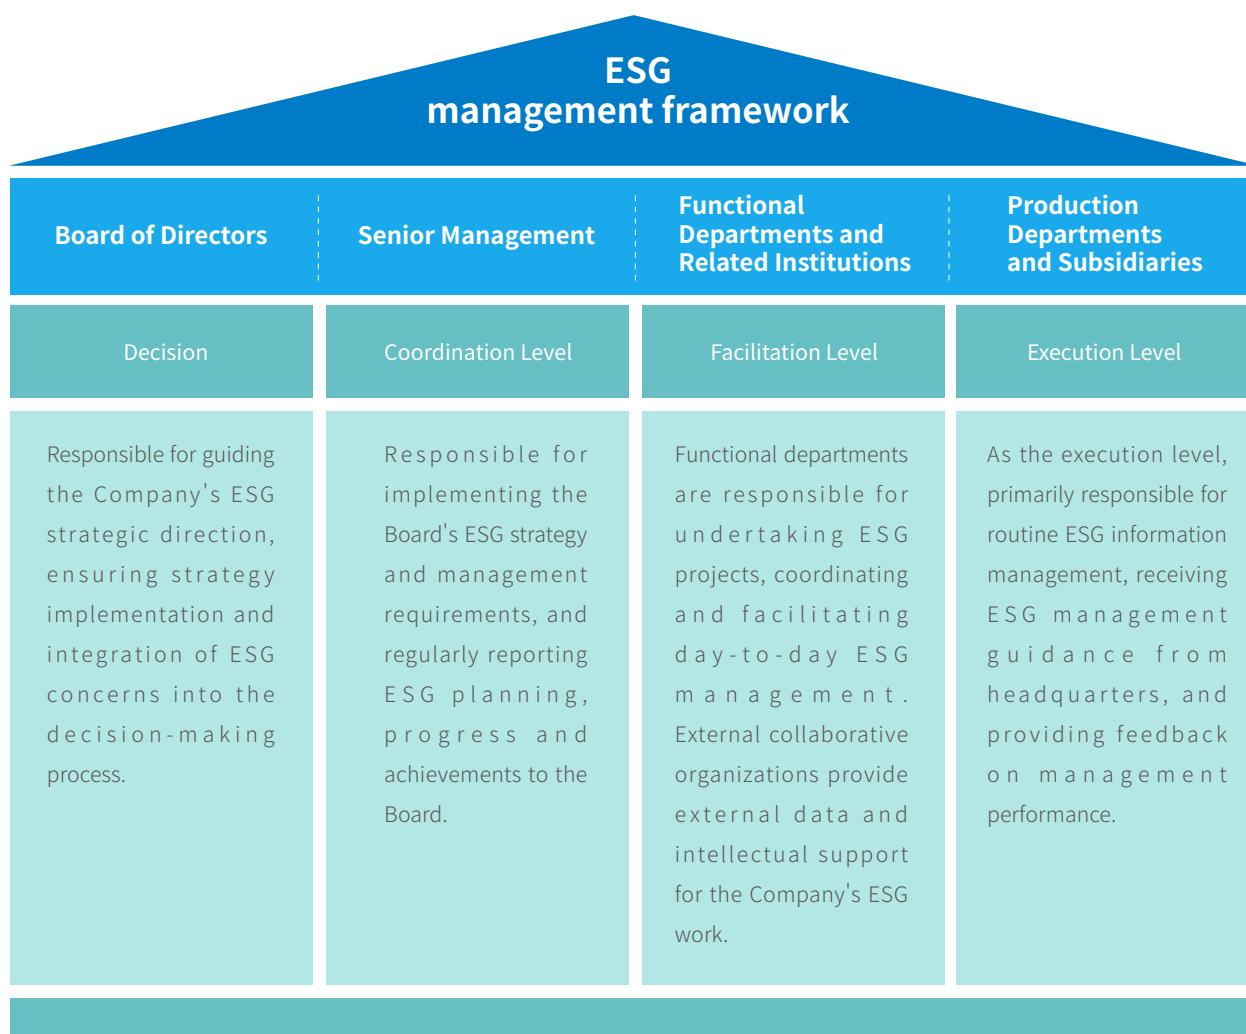 ESG
management framework
Board of Directors
Senior Management
Functional
Departments and
Related Institutions
Production
Departments
and Subsidiaries
Decision
Coordination Level
Facilitation Level
Execution Level
Responsible for guiding
the Company's ESG
strategic direction,
ensuring strategy
implementation and
integration of ESG
concerns into the
decision-making
process.
Responsible for
implementing the
Board's ESG strategy
and management
requirements, and
regularly reporting
ESG planning,
progress and
achievements to the
Board.
Functional departments
are responsible for
undertaking ESG
projects, coordinating
and facilitating
day-to-day ESG
management.
External collaborative
organizations provide
external data and
intellectual support
for the Company's ESG
work.
As the execution level,
primarily responsible for
routine ESG information
management, receiving
ESG management
guidance from
headquarters, and
providing feedback
on management
performance.